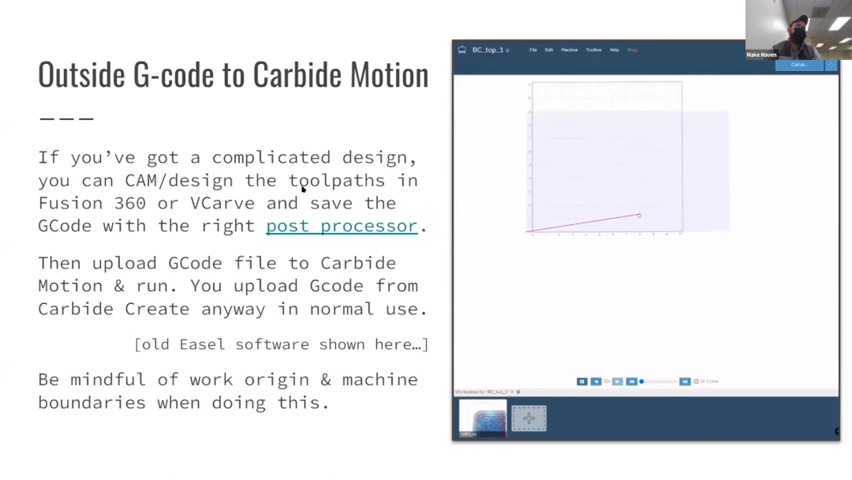 Outside G-code to Carbide Motion
If you've got a complicated design,
you can CAM/design the toolpaths in
Fusion 360 or VCarve and save the
GCode with the right post processor.
Then upload GCode file to Carbide
Motion & run. You upload Gcode from
Carbide Create anyway in normal use.
[old Easel software shown here…]
Be mindful of work origin & machine
boundaries when doing this.
BC_top_1
File Edit Machine Toolbox Help Shop
Make Haven
Carve...